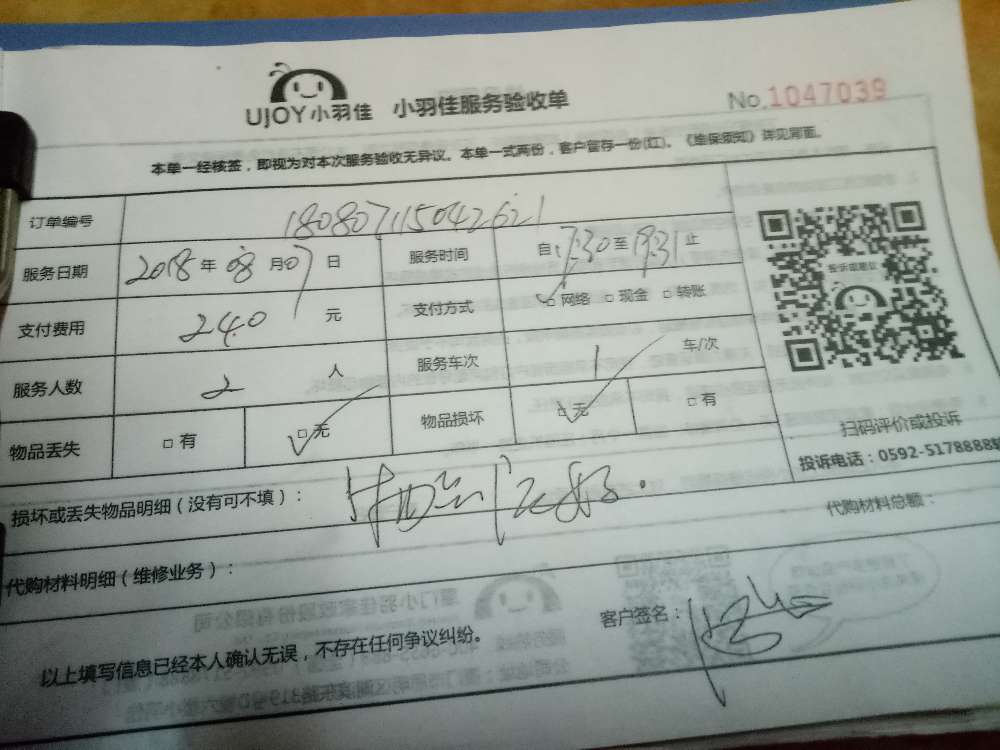 UJOY小羽佳 小羽佳服务验收单 No.1047039
本单一经核签，即视为对本次服务验收无异议。本单一式两份，客户留存一份(红)。《维保须知》详见背面。
订单编号 180807115042621
服务日期 2018年08月07日 服务时间 自17:30至19:31止
支付费用 240元 支付方式 □网络 □现金 □转账
服务人数 2人 服务车次 1车/次
物品丢失 □有 □无 物品损坏 □无 □有
投诉或建议
扫码评价或投诉
投诉电话：0592-5178888
损坏或丢失物品明细（没有可不填）：
代购材料明细（维修业务）： 代购材料总额：
以上填写信息已经本人确认无误，不存在任何争议纠纷。 客户签名：